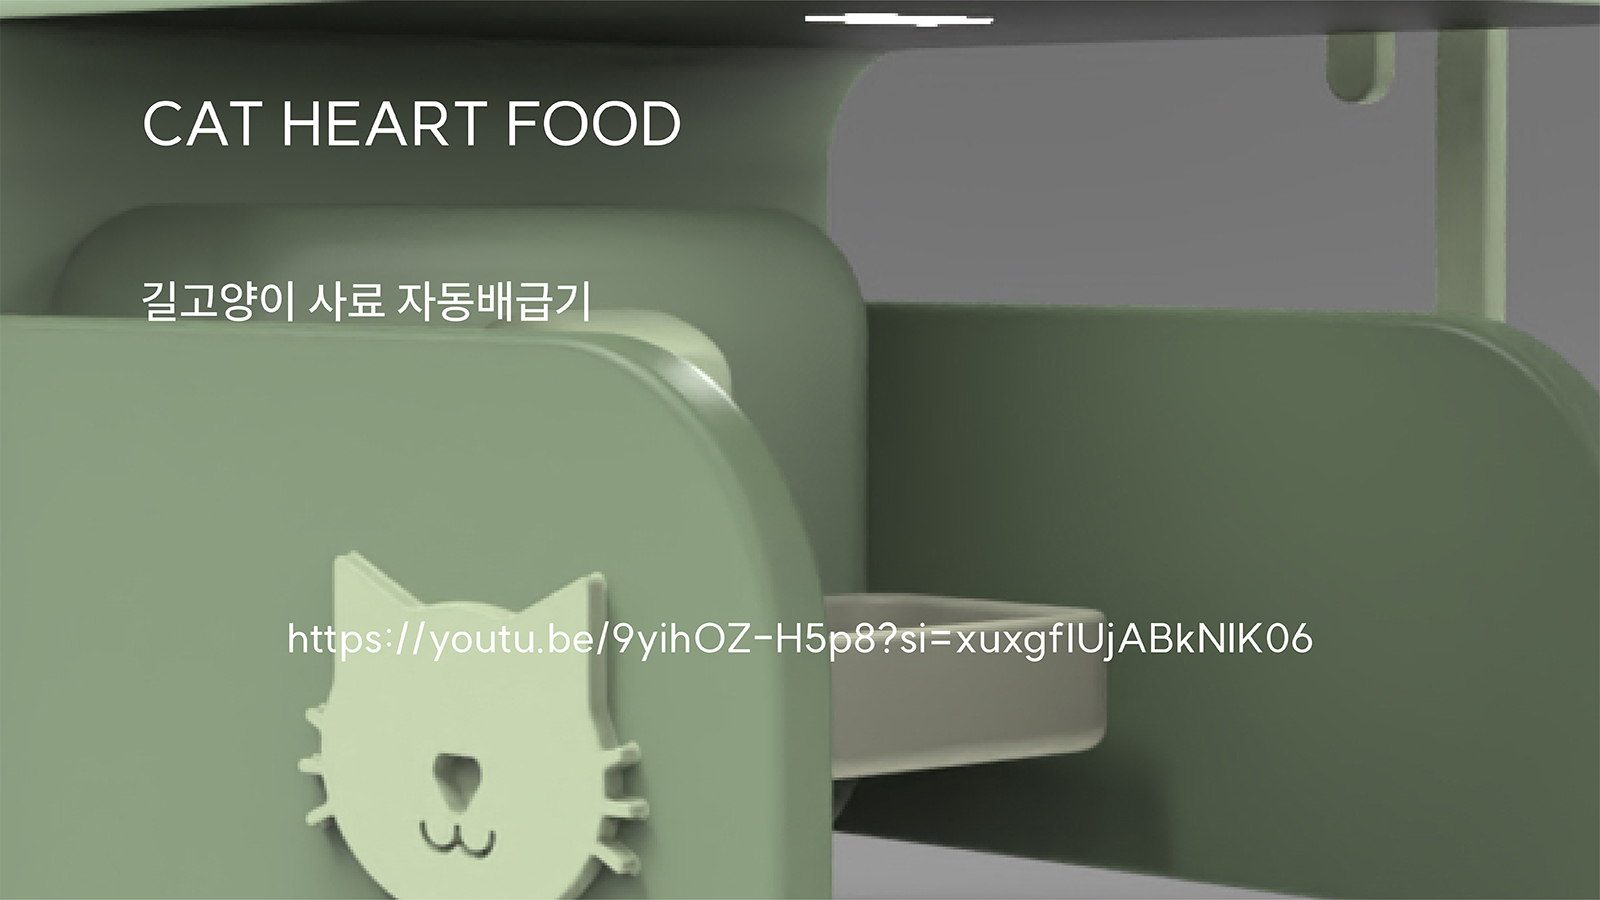 CAT HEART FOOD
길고양이 사료 자동배급기
https://youtu.be/9yihOZ-H5p8?si=xuxgfIUjABkNlK06